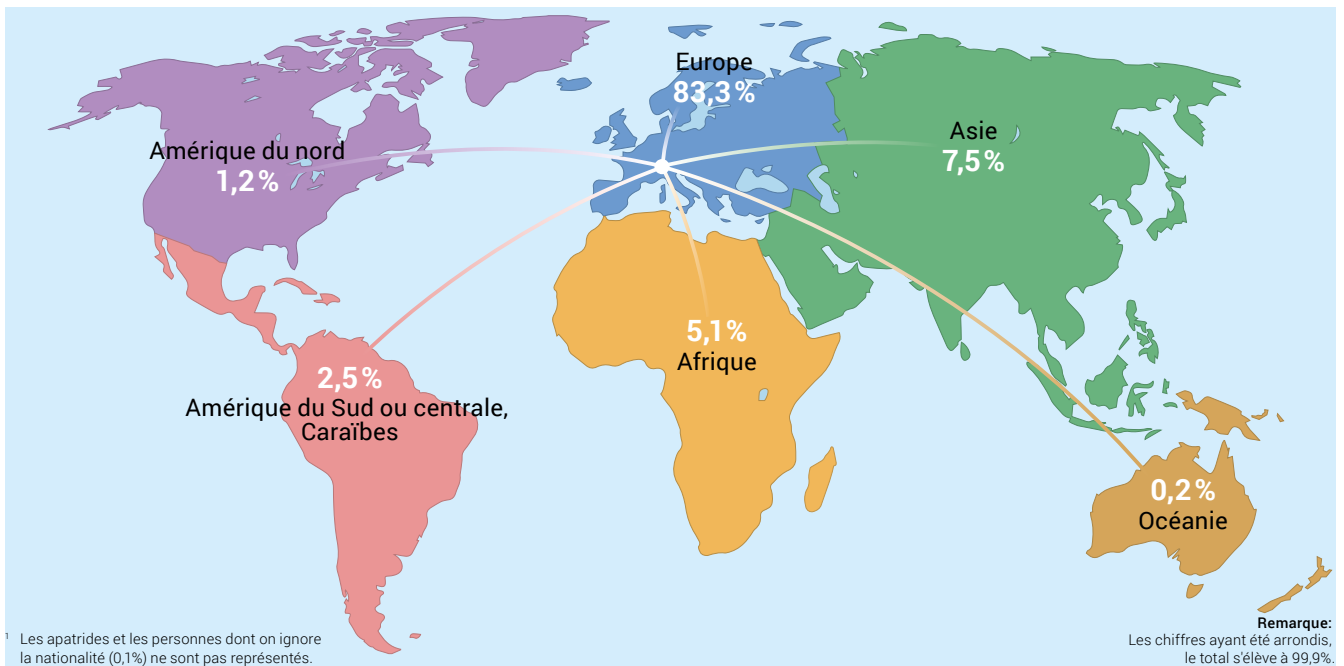 Europe
83,3%
Amérique du nord
1,2%
Asie
7,5%
5,1%
Afrique
2,5%
Amérique du Sud ou centrale,
Caraïbes
0,2%
Océanie
1 Les apatrides et les personnes dont on ignore
la nationalité (0,1%) ne sont pas représentés.
Remarque:
Les chiffres ayant été arrondis,
le total s'élève à 99,9%.